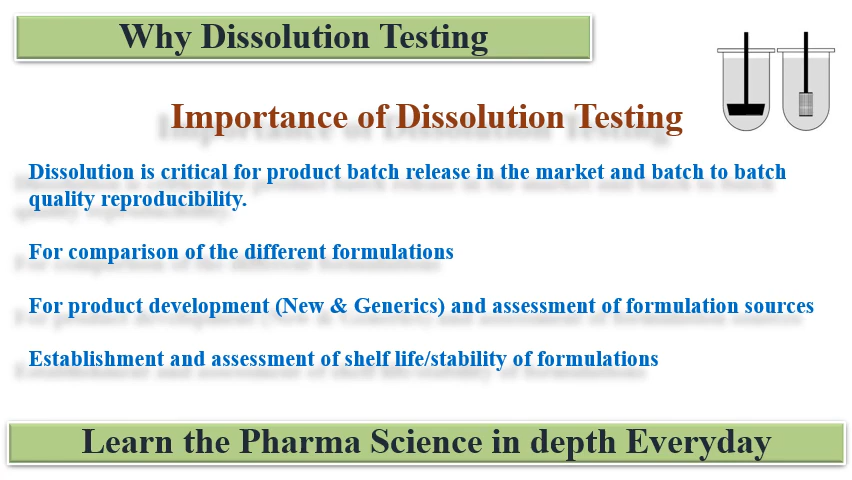 Why Dissolution Testing
Importance of Dissolution Testing
Dissolution is critical for product batch release in the market and batch to batch
quality reproducibility.
For comparison of the different formulations
For product development (New & Generics) and assessment of formulation sources
Establishment and assessment of shelf life/stability of formulations
Learn the Pharma Science in depth Everyday